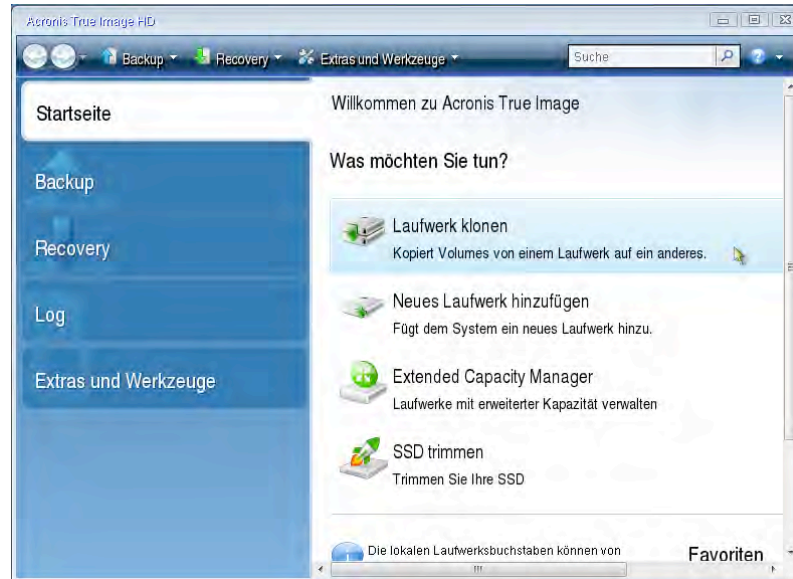 Acronis True Image HD
Backup Recovery Extras und Werkzeuge Suche
Startseite
Backup
Recovery
Log
Extras und Werkzeuge
Willkommen zu Acronis True Image
Was möchten Sie tun?
Laufwerk klonen
Kopiert Volumes von einem Laufwerk auf ein anderes.
Neues Laufwerk hinzufügen
Fügt dem System ein neues Laufwerk hinzu.
Extended Capacity Manager
Laufwerke mit erweiterter Kapazität verwalten
SSD trimmen
Trimmen Sie Ihre SSD
Die lokalen Laufwerksbuchstaben können von
Favoriten